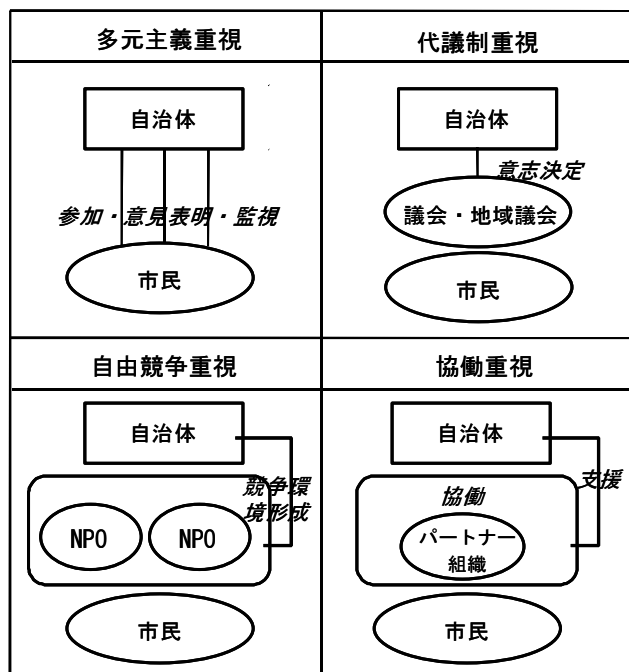 多元主義重視
代議制重視
自治体
自治体
意志決定
参加・意見表明・監視
議会・地域議会
市民
市民
自由競争重視
協働重視
自治体
自治体
競争環
境形成
支援
協働
NPO
NPO
パートナー
組織
市民
市民